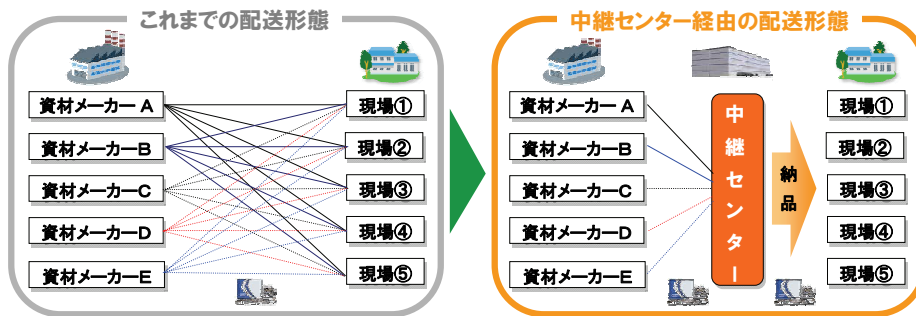 これまでの配送形態
資材メーカーA
資材メーカーB
資材メーカーC
資材メーカーD
資材メーカーE
現場①
現場②
現場③
現場④
現場⑤
中継センター経由の配送形態
資材メーカーA
資材メーカーB
資材メーカーC
資材メーカーD
資材メーカーE
中継センター
納品
現場①
現場②
現場③
現場④
現場⑤